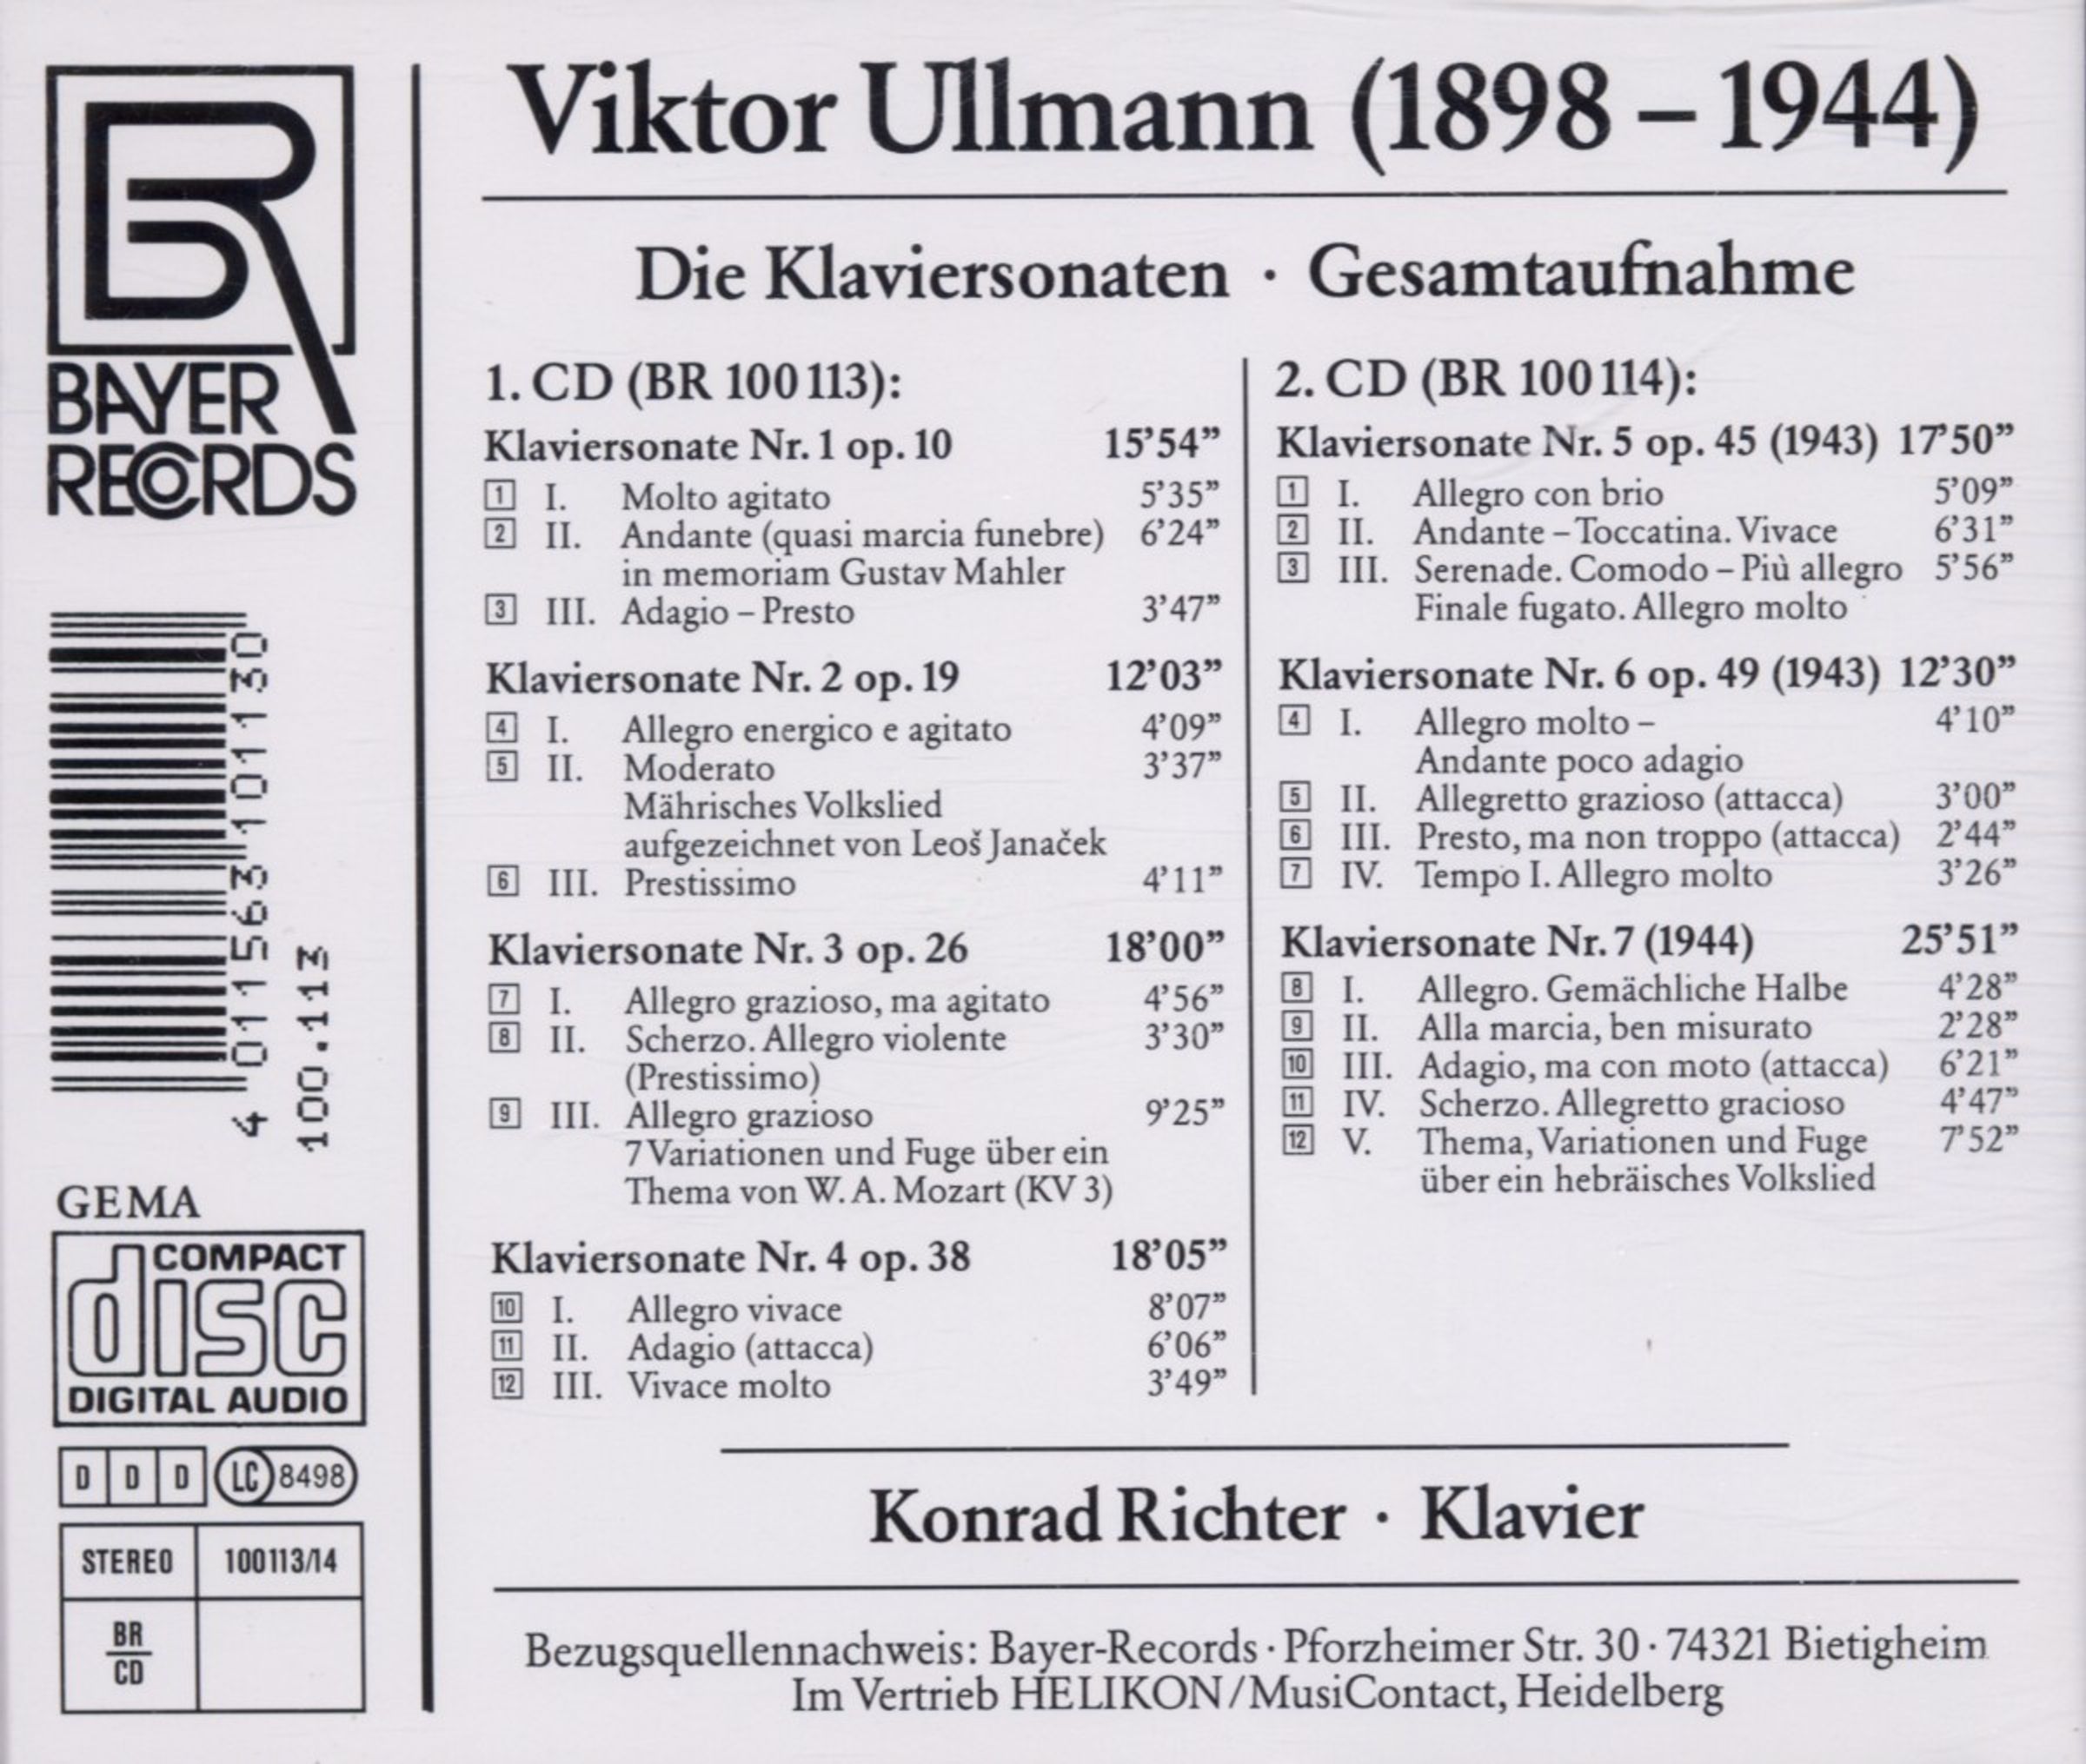 BAYER
RECORDS
4 011563 101130
100.113
GEMA
COMPACT
disc
DIGITAL AUDIO
D D D LC 8498
STEREO 100113/14
BR
CD
Viktor Ullmann (1898 – 1944)
Die Klaviersonaten · Gesamtaufnahme
1. CD (BR 100 113):
Klaviersonate Nr. 1 op. 10 15’54”
1 I. Molto agitato 5’35”
2 II. Andante (quasi marcia funebre) 6’24”
in memoriam Gustav Mahler
3 III. Adagio – Presto 3’47”
Klaviersonate Nr. 2 op. 19 12’03”
4 I. Allegro energico e agitato 4’09”
5 II. Moderato 3’37”
Mährisches Volkslied
aufgezeichnet von Leoš Janaček
6 III. Prestissimo 4’11”
Klaviersonate Nr. 3 op. 26 18’00”
7 I. Allegro grazioso, ma agitato 4’56”
8 II. Scherzo. Allegro violente 3’30”
(Prestissimo)
9 III. Allegro grazioso 9’25”
7 Variationen und Fuge über ein
Thema von W. A. Mozart (KV 3)
Klaviersonate Nr. 4 op. 38 18’05”
10 I. Allegro vivace 8’07”
11 II. Adagio (attacca) 6’06”
12 III. Vivace molto 3’49”
2. CD (BR 100 114):
Klaviersonate Nr. 5 op. 45 (1943) 17’50”
1 I. Allegro con brio 5’09”
2 II. Andante – Toccatina. Vivace 6’31”
3 III. Serenade. Comodo – Più allegro 5’56”
Finale fugato. Allegro molto
Klaviersonate Nr. 6 op. 49 (1943) 12’30”
4 I. Allegro molto – 4’10”
Andante poco adagio
5 II. Allegretto grazioso (attacca) 3’00”
6 III. Presto, ma non troppo (attacca) 2’44”
7 IV. Tempo I. Allegro molto 3’26”
Klaviersonate Nr. 7 (1944) 25’51”
8 I. Allegro. Gemächliche Halbe 4’28”
9 II. Alla marcia, ben misurato 2’28”
10 III. Adagio, ma con moto (attacca) 6’21”
11 IV. Scherzo. Allegretto gracioso 4’47”
12 V. Thema, Variationen und Fuge 7’52”
über ein hebräisches Volkslied
Konrad Richter · Klavier
Bezugsquellennachweis: Bayer-Records · Pforzheimer Str. 30 · 74321 Bietigheim
Im Vertrieb HELIKON/MusiContact, Heidelberg